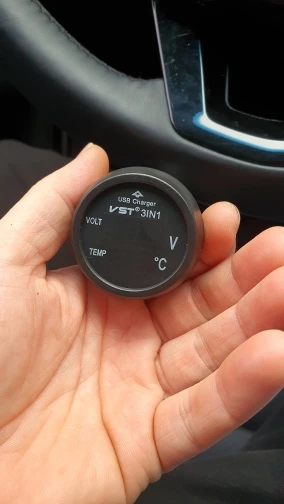 USB Charger
VST® 3IN1
VOLT
V
TEMP
°C